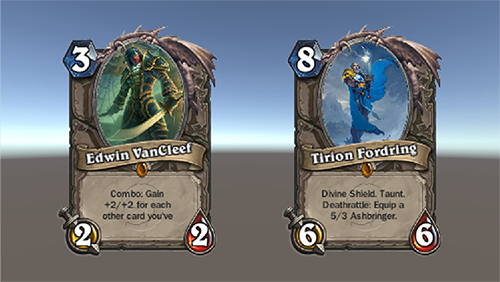 3
Edwin VanCleef
Combo: Gain
+2/+2 for each
other card you've
2
2
8
Tirion Fordring
Divine Shield. Taunt.
Deathrattle: Equip a
5/3 Ashbringer.
6
6